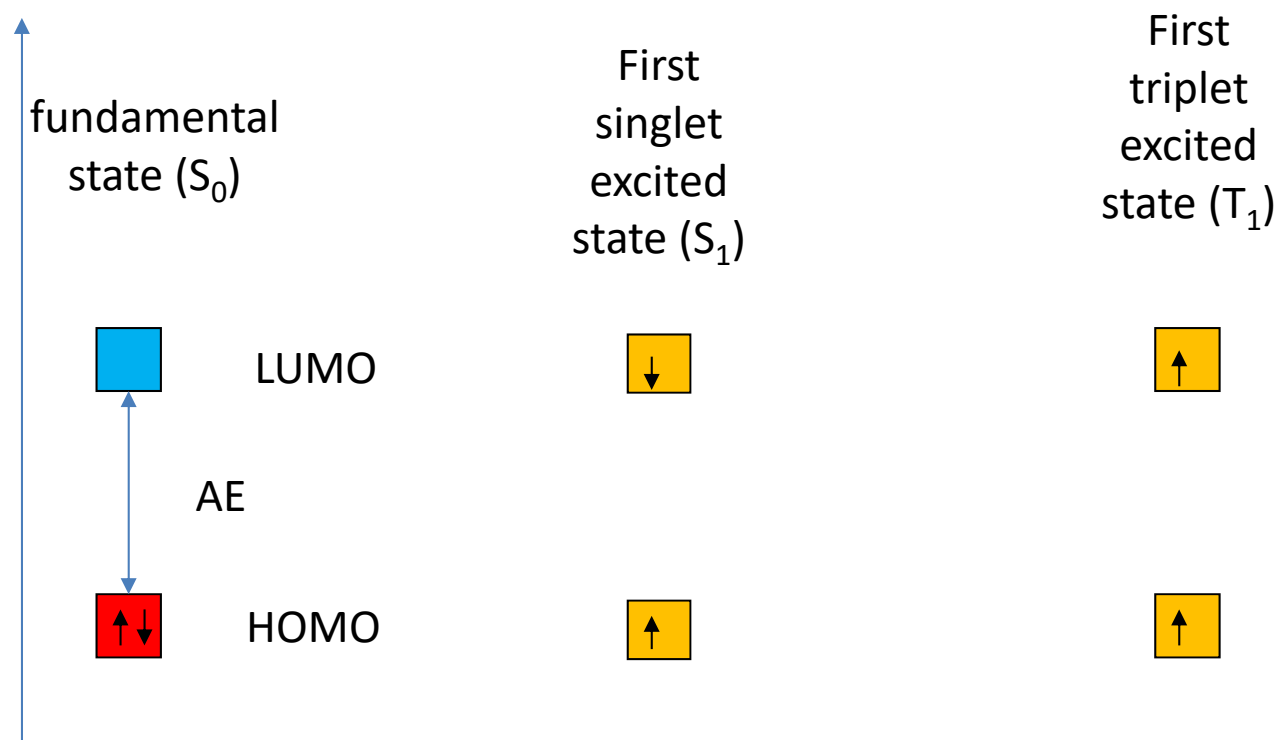 fundamental
state (S₀)
First
singlet
excited
state (S₁)
First
triplet
excited
state (T₁)
LUMO
AE
HOMO